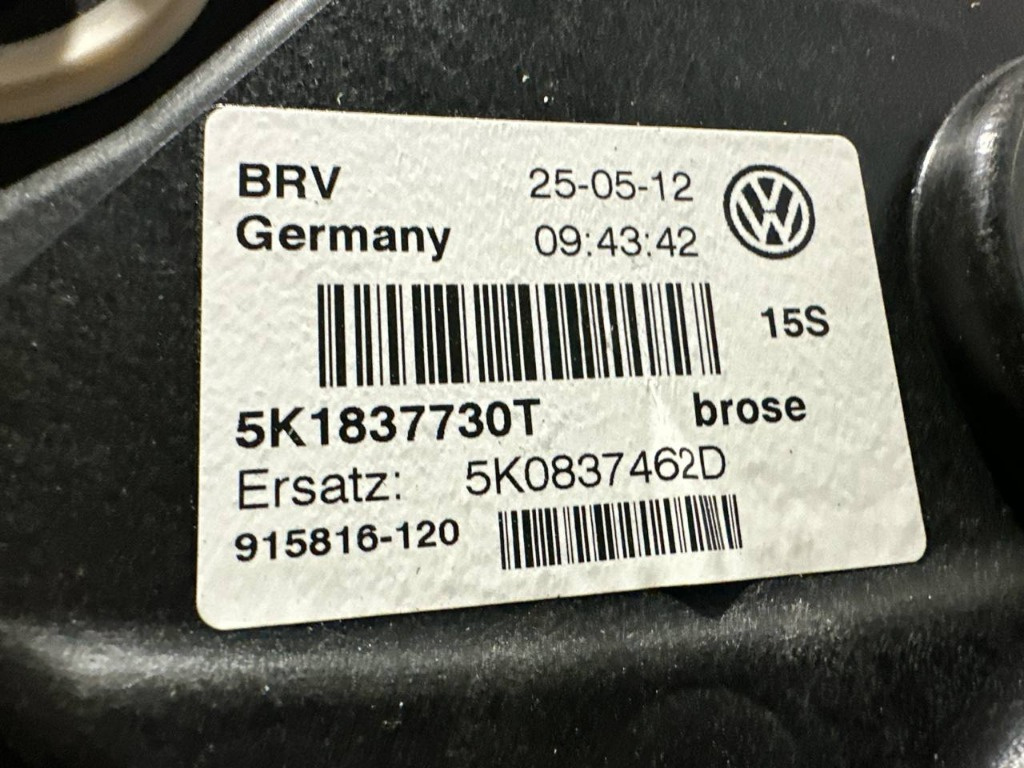 BRV 25-05-12
Germany 09:43:42
15S
5K1837730T brose
Ersatz: 5K0837462D
915816-120